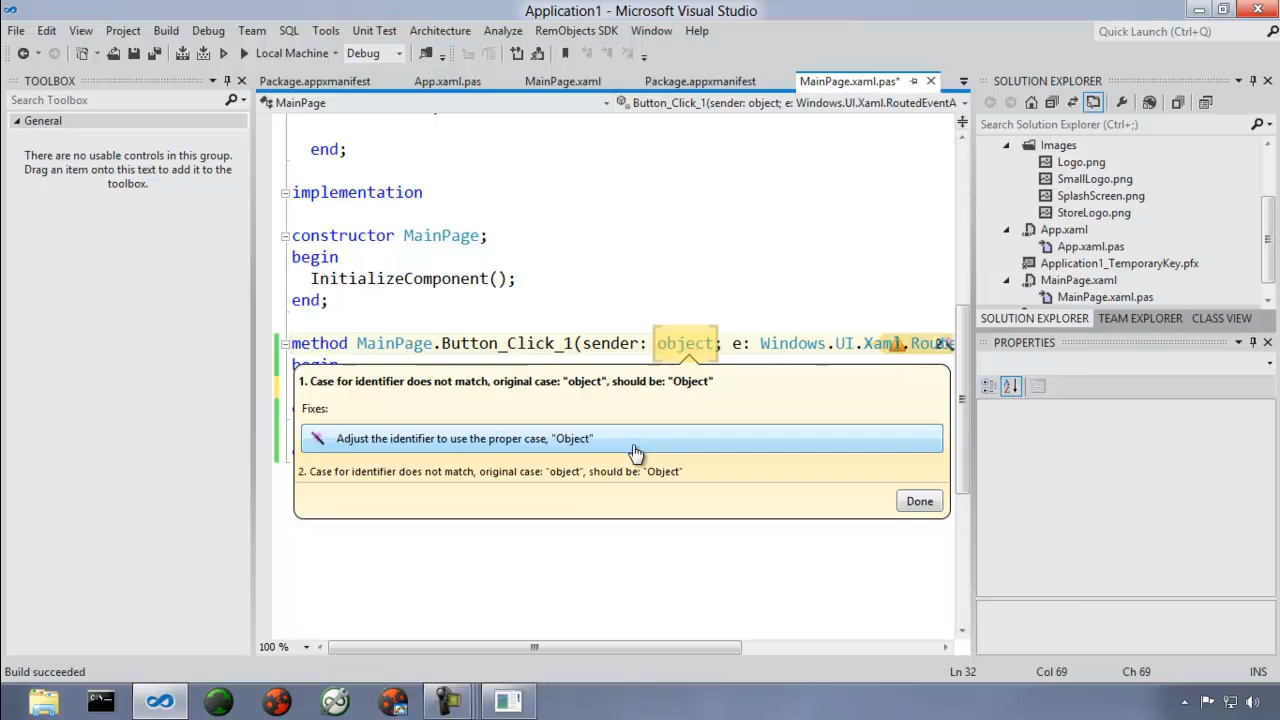 Application1 - Microsoft Visual Studio
File Edit View Project Build Debug Team SQL Tools Unit Test Architecture Analyze RemObjects SDK Window Help
Quick Launch (Ctrl+Q)
Local Machine Debug
TOOLBOX
Package.appxmanifest App.xaml.pas MainPage.xaml Package.appxmanifest MainPage.xaml.pas*
SOLUTION EXPLORER
Search Toolbox
MainPage
Button_Click_1(sender: object; e: Windows.UI.Xaml.RoutedEventA
General
Search Solution Explorer (Ctrl+;)
There are no usable controls in this group.
Drag an item onto this text to add it to the
toolbox.
end;
implementation
constructor MainPage;
begin
InitializeComponent();
end;
method MainPage.Button_Click_1(sender: object; e: Windows.UI.Xaml.Route
1. Case for identifier does not match, original case: "object", should be: "Object"
Fixes:
Adjust the identifier to use the proper case, "Object"
2. Case for identifier does not match, original case: "object", should be: "Object"
Done
Images
Logo.png
SmallLogo.png
SplashScreen.png
StoreLogo.png
App.xaml
App.xaml.pas
Application1_TemporaryKey.pfx
MainPage.xaml
MainPage.xaml.pas
SOLUTION EXPLORER TEAM EXPLORER CLASS VIEW
PROPERTIES
100 %
Build succeeded
Ln 32 Col 69 Ch 69 INS